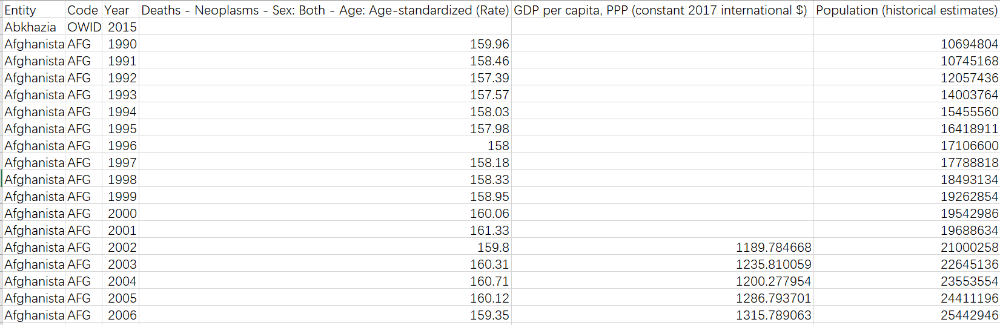 Entity Code Year Deaths - Neoplasms - Sex: Both - Age: Age-standardized (Rate) GDP per capita, PPP (constant 2017 international $) Population (historical estimates)
Abkhazia OWID 2015
Afghanista AFG 1990 159.96 10694804
Afghanista AFG 1991 158.46 10745168
Afghanista AFG 1992 157.39 12057436
Afghanista AFG 1993 157.57 14003764
Afghanista AFG 1994 158.03 15455560
Afghanista AFG 1995 157.98 16418911
Afghanista AFG 1996 158 17106600
Afghanista AFG 1997 158.18 17788818
Afghanista AFG 1998 158.33 18493134
Afghanista AFG 1999 158.95 19262854
Afghanista AFG 2000 160.06 19542986
Afghanista AFG 2001 161.33 19688634
Afghanista AFG 2002 159.8 1189.784668 21000258
Afghanista AFG 2003 160.31 1235.810059 22645136
Afghanista AFG 2004 160.71 1200.277954 23553554
Afghanista AFG 2005 160.12 1286.793701 24411196
Afghanista AFG 2006 159.35 1315.789063 25442946